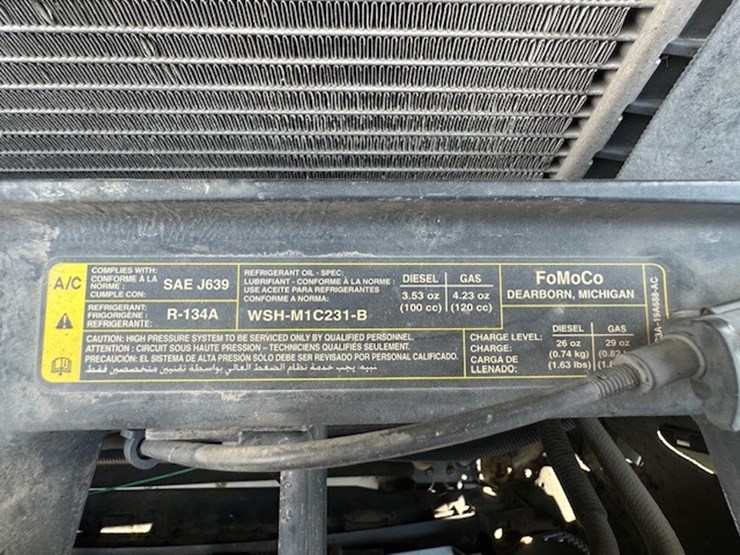 A/C
COMPLIES WITH:
CONFORME À LA
NORME :
CUMPLE CON:
SAE J639
REFRIGERANT OIL - SPEC:
LUBRIFIANT - CONFORME À LA NORME :
USE ACEITE PARA REFRIGERANTES
CONFORME A LA NORMA:
WSH-M1C231-B
DIESEL
3.53 oz
(100 cc)
GAS
4.23 oz
(120 cc)
FoMoCo
DEARBORN, MICHIGAN
REFRIGERANT:
FRIGORIGÈNE :
REFRIGERANTE:
R-134A
CAUTION: HIGH PRESSURE SYSTEM TO BE SERVICED ONLY BY QUALIFIED PERSONNEL.
ATTENTION : CIRCUIT SOUS HAUTE PRESSION – TECHNICIENS QUALIFIÉS SEULEMENT.
PRECAUCIÓN: EL SISTEMA DE ALTA PRESIÓN SÓLO DEBE SER REVISADO POR PERSONAL CALIFICADO.
تنبيه: يجب خدمة نظام الضغط العالي بواسطة تقنيين متخصصين فقط
CHARGE LEVEL:
CHARGE:
CARGA DE
LLENADO:
DIESEL
26 oz
(0.74 kg)
(1.63 lbs)
GAS
29 oz